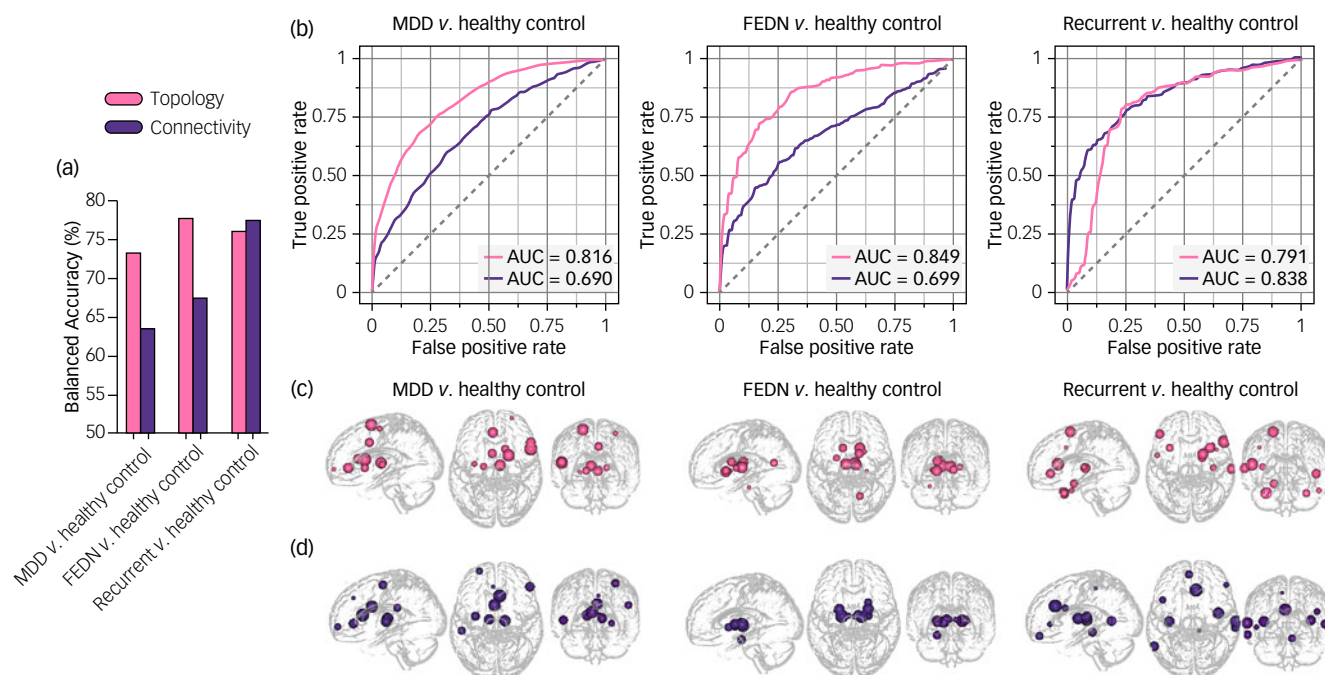 Topology
Connectivity
(a)
Balanced Accuracy (%)
80
75
70
65
60
55
50
MDD v. healthy control
FEDN v. healthy control
Recurrent v. healthy control
(b)
MDD v. healthy control
True positive rate
1
0.75
0.50
0.25
0
AUC = 0.816
AUC = 0.690
0 0.25 0.50 0.75 1
False positive rate
FEDN v. healthy control
True positive rate
1
0.75
0.50
0.25
0
AUC = 0.849
AUC = 0.699
0 0.25 0.50 0.75 1
False positive rate
Recurrent v. healthy control
True positive rate
1
0.75
0.50
0.25
0
AUC = 0.791
AUC = 0.838
0 0.25 0.50 0.75 1
False positive rate
(c)
MDD v. healthy control
FEDN v. healthy control
Recurrent v. healthy control
(d)